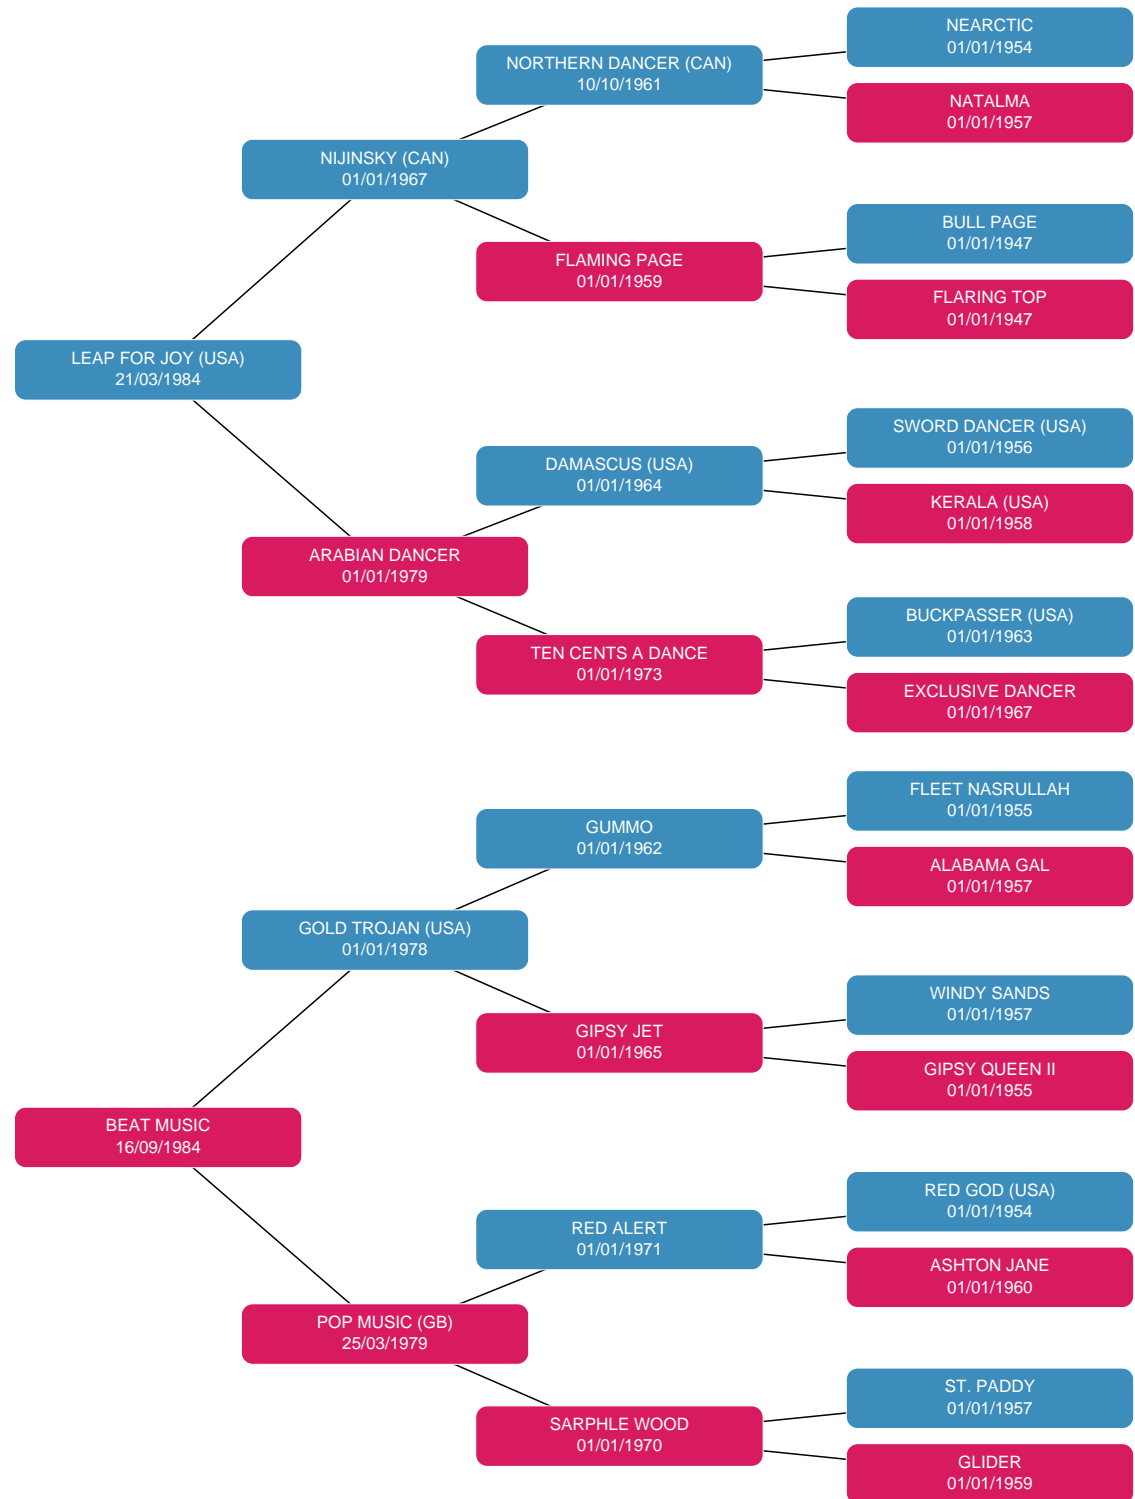 NEARCTIC
01/01/1954
NORTHERN DANCER (CAN)
10/10/1961
NATALMA
01/01/1957
NIJINSKY (CAN)
01/01/1967
BULL PAGE
01/01/1947
FLAMING PAGE
01/01/1959
FLARING TOP
01/01/1947
LEAP FOR JOY (USA)
21/03/1984
SWORD DANCER (USA)
01/01/1956
DAMASCUS (USA)
01/01/1964
KERALA (USA)
01/01/1958
ARABIAN DANCER
01/01/1979
BUCKPASSER (USA)
01/01/1963
TEN CENTS A DANCE
01/01/1973
EXCLUSIVE DANCER
01/01/1967
FLEET NASRULLAH
01/01/1955
GUMMO
01/01/1962
ALABAMA GAL
01/01/1957
GOLD TROJAN (USA)
01/01/1978
WINDY SANDS
01/01/1957
GIPSY JET
01/01/1965
GIPSY QUEEN II
01/01/1955
BEAT MUSIC
16/09/1984
RED GOD (USA)
01/01/1954
RED ALERT
01/01/1971
ASHTON JANE
01/01/1960
POP MUSIC (GB)
25/03/1979
ST. PADDY
01/01/1957
SARPHLE WOOD
01/01/1970
GLIDER
01/01/1959